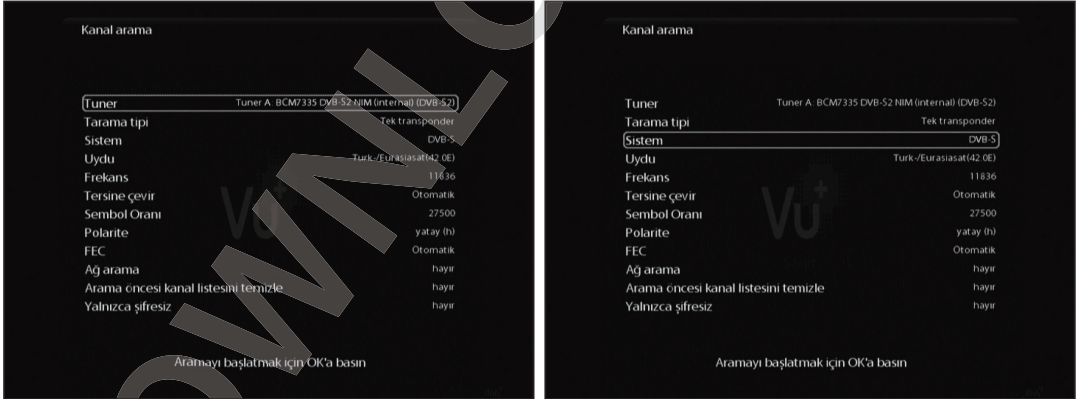 Kanal arama
Tuner Tuner A: BCM7335 DVB-S2 NIM (internal) (DVB-S2)
Tarama tipi Tek transponder
Sistem DVB-S
Uydu Turk-/Eurasiasat(42.0E)
Frekans 11836
Tersine çevir Otomatik
Sembol Oranı 27500
Polarite yatay (h)
FEC Otomatik
Ağ arama hayır
Arama öncesi kanal listesini temizle hayır
Yalnızca şifresiz hayır
Vu+
Aramayı başlatmak için OK'a basın
Kanal arama
Tuner Tuner A: BCM7335 DVB-S2 NIM (internal) (DVB-S2)
Tarama tipi Tek transponder
Sistem DVB-S
Uydu Turk-/Eurasiasat(42.0E)
Frekans 11836
Tersine çevir Otomatik
Sembol Oranı 27500
Polarite yatay (h)
FEC Otomatik
Ağ arama hayır
Arama öncesi kanal listesini temizle hayır
Yalnızca şifresiz hayır
Vu+
Aramayı başlatmak için OK'a basın